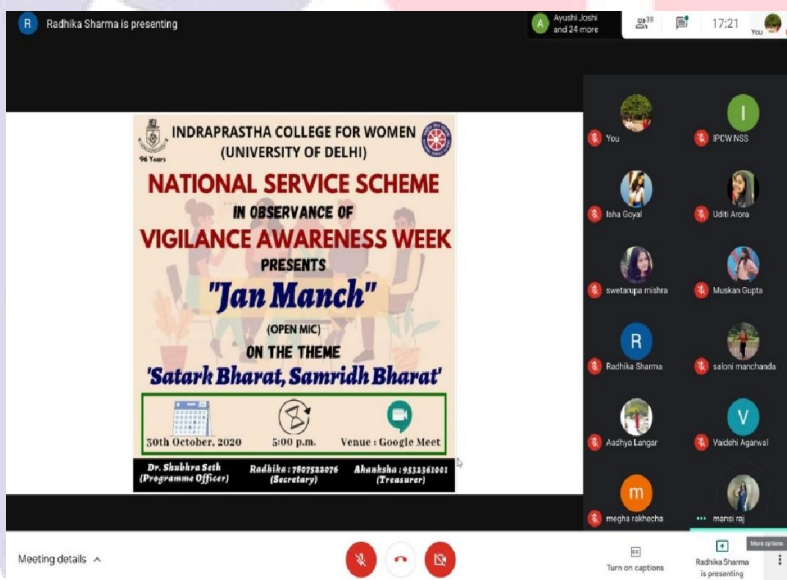 R Radhika Sharma is presenting
A Ayushi Joshi
and 24 more
38
17:21
You
96 Years
INDRAPRASTHA COLLEGE FOR WOMEN
(UNIVERSITY OF DELHI)
NATIONAL SERVICE SCHEME
IN OBSERVANCE OF
VIGILANCE AWARENESS WEEK
PRESENTS
"Jan Manch"
(OPEN MIC)
ON THE THEME
'Satark Bharat, Samridh Bharat'
30th October, 2020
5:00 p.m.
Venue : Google Meet
Dr. Shubhra Seth
(Programme Officer)
Radhika : 7807522076
(Secretary)
Akanksha : 9532361001
(Treasurer)
You
I
IPCW NSS
Isha Goyal
Uditi Arora
swetarupa mishra
Muskan Gupta
R
Radhika Sharma
saloni manchanda
Aadhya Langar
V
Vaidehi Agarwal
m
megha rakhecha
mansi raj
Meeting details
Turn on captions
Radhika Sharma
is presenting
More options